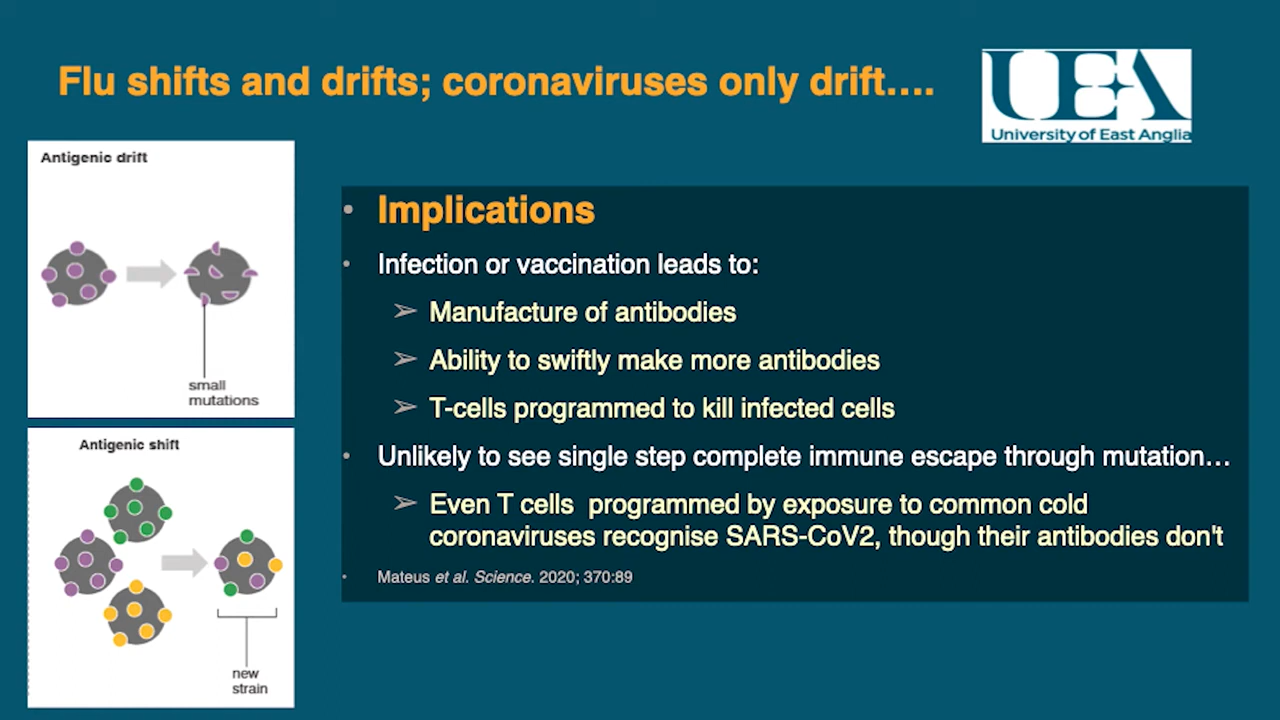 Flu shifts and drifts; coronaviruses only drift....
UEA
University of East Anglia
Antigenic drift
small
mutations
Antigenic shift
new
strain
• Implications
• Infection or vaccination leads to:
➢ Manufacture of antibodies
➢ Ability to swiftly make more antibodies
➢ T-cells programmed to kill infected cells
• Unlikely to see single step complete immune escape through mutation...
➢ Even T cells  programmed by exposure to common cold
coronaviruses recognise SARS-CoV2, though their antibodies don't
• Mateus et al. Science. 2020; 370:89